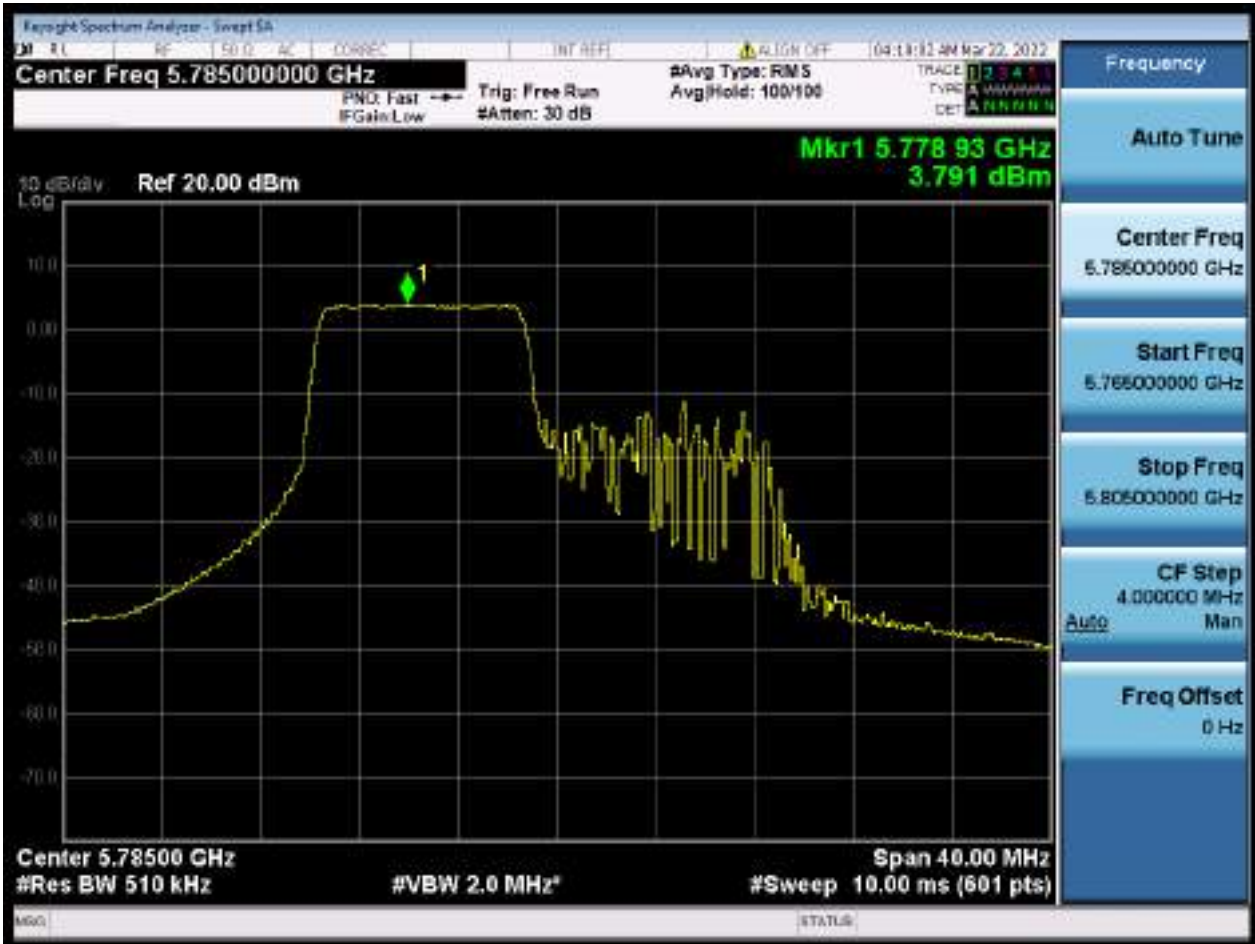 Keysight Spectrum Analyzer - Swept SA
RL RF 50 Ω AC CORREC INT REF ALIGN OFF 04:18:12 AM Mar 22, 2022
Center Freq 5.785000000 GHz
PNO: Fast
IFGain:Low
Trig: Free Run
#Atten: 30 dB
#Avg Type: RMS
Avg|Hold: 100/100
TRACE 1 2 3 4 5 6
TYPE A WWWWW
DET A N N N N N
Mkr1 5.778 93 GHz
3.791 dBm
10 dB/div Ref 20.00 dBm
Log
10.0
0.00
-10.0
-20.0
-30.0
-40.0
-50.0
-60.0
-70.0
1
Center 5.78500 GHz
Span 40.00 MHz
#Res BW 510 kHz
#VBW 2.0 MHz*
#Sweep 10.00 ms (601 pts)
MSG
STATUS
Frequency
Auto Tune
Center Freq
5.785000000 GHz
Start Freq
5.765000000 GHz
Stop Freq
5.805000000 GHz
CF Step
4.000000 MHz
Auto Man
Freq Offset
0 Hz